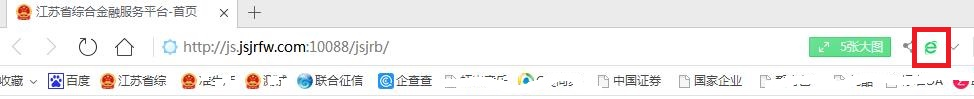 江苏省综合金融服务平台-首页
http://js.jsjrfw.com:10088/jsjrb/ 5张大图
收藏 百度 江苏省综 联合征信 企查查 中国证券 国家企业